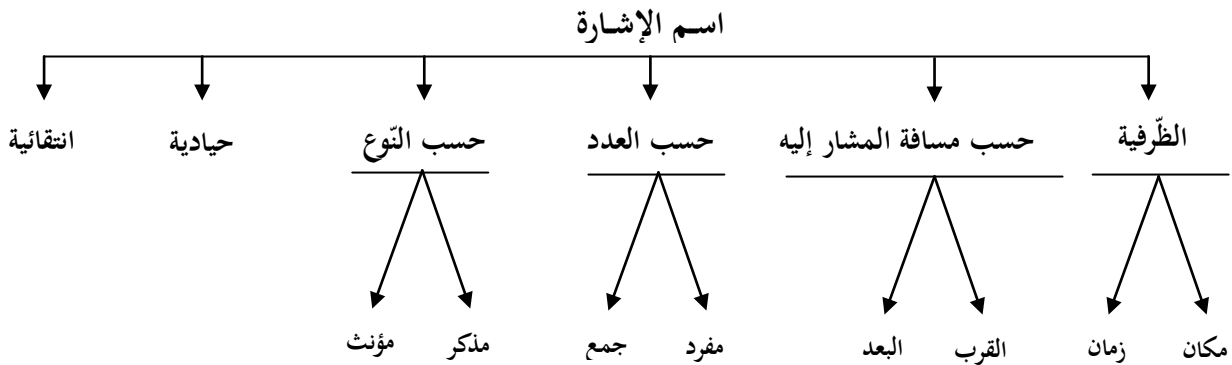 اسم الإشارة
الظّرفية حسب مسافة المشار إليه حسب العدد حسب النّوع حيادية انتقائية
مكان زمان القرب البعد مفرد جمع مذكر مؤنث